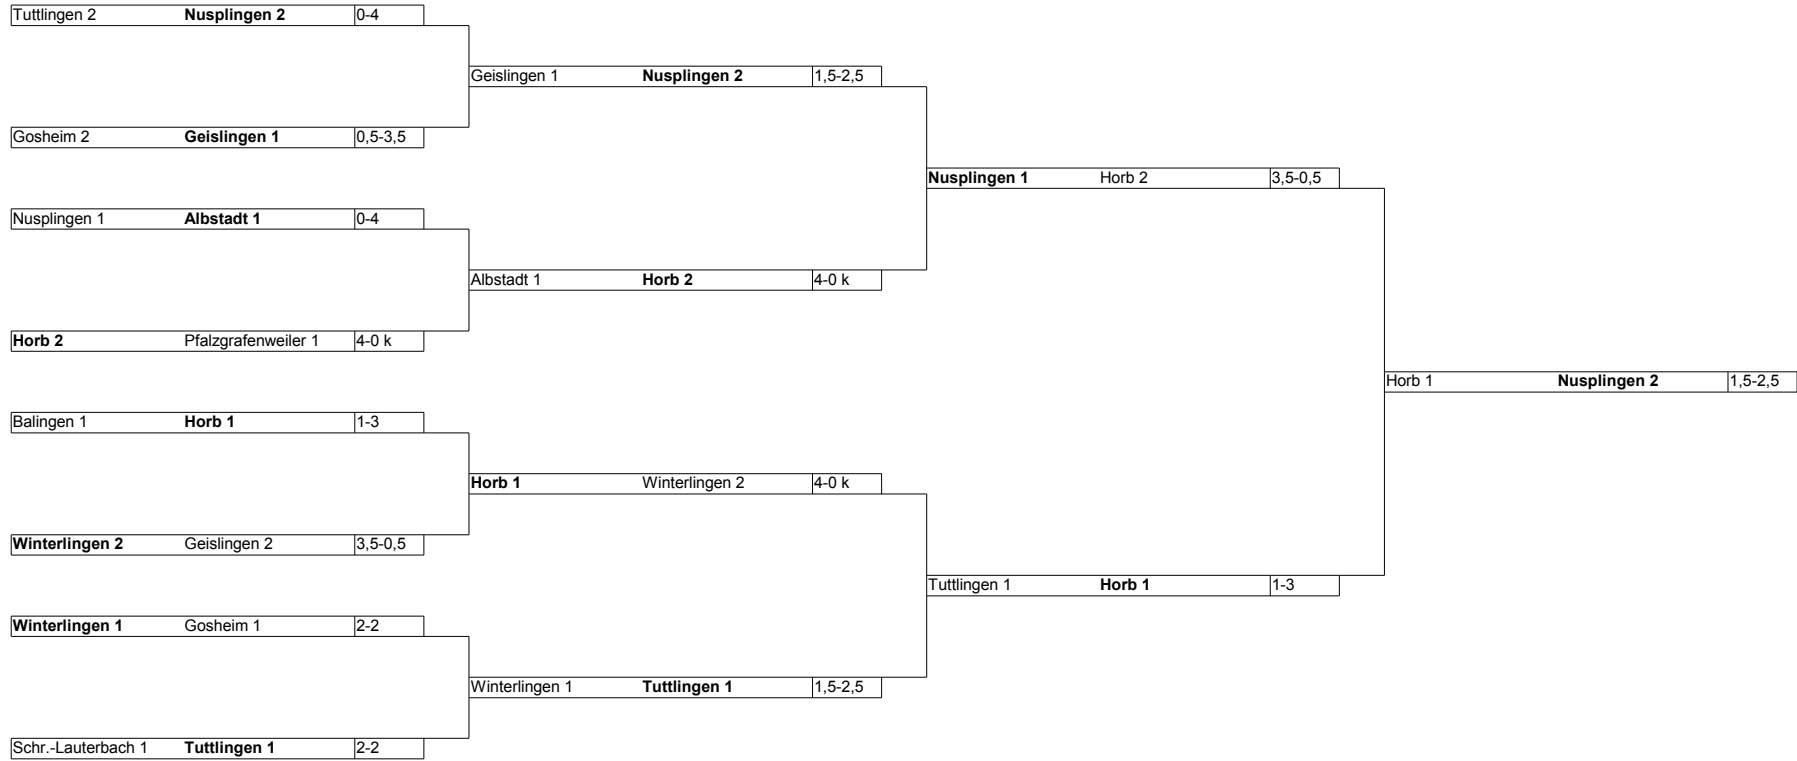 Tuttlingen 2 Nusplingen 2 0-4
Geislingen 1 Nusplingen 2 1,5-2,5
Gosheim 2 Geislingen 1 0,5-3,5
Nusplingen 1 Horb 2 3,5-0,5
Nusplingen 1 Albstadt 1 0-4
Albstadt 1 Horb 2 4-0 k
Horb 2 Pfalzgrafenweiler 1 4-0 k
Horb 1 Nusplingen 2 1,5-2,5
Balingen 1 Horb 1 1-3
Horb 1 Winterlingen 2 4-0 k
Winterlingen 2 Geislingen 2 3,5-0,5
Tuttlingen 1 Horb 1 1-3
Winterlingen 1 Gosheim 1 2-2
Winterlingen 1 Tuttlingen 1 1,5-2,5
Schr.-Lauterbach 1 Tuttlingen 1 2-2